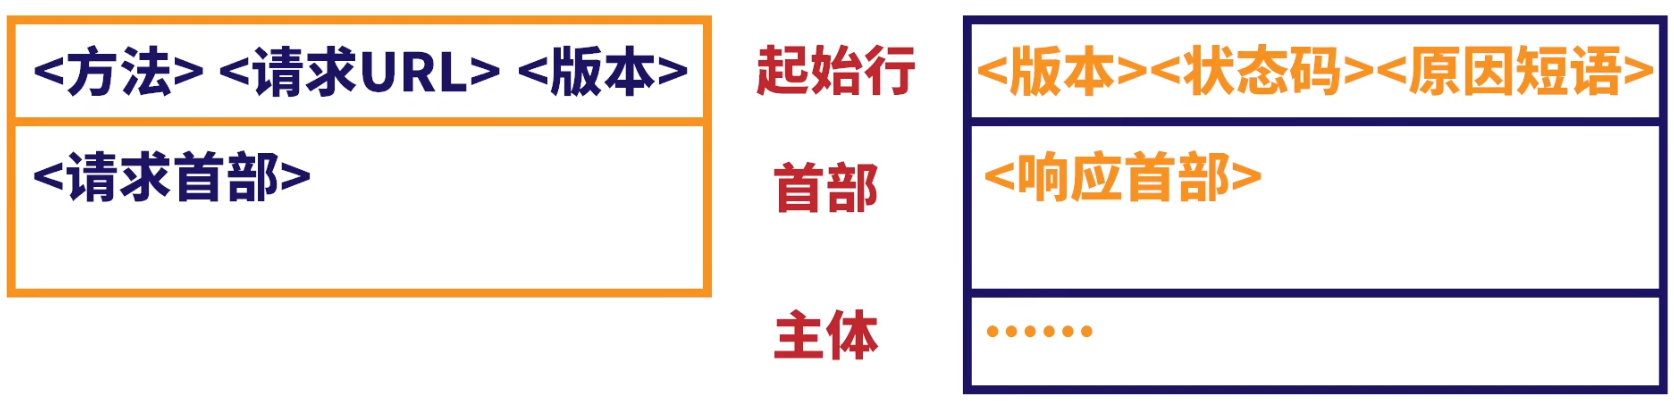 <方法> <请求URL> <版本>
起始行
<版本><状态码><原因短语>
<请求首部>
首部
<响应首部>
主体
······